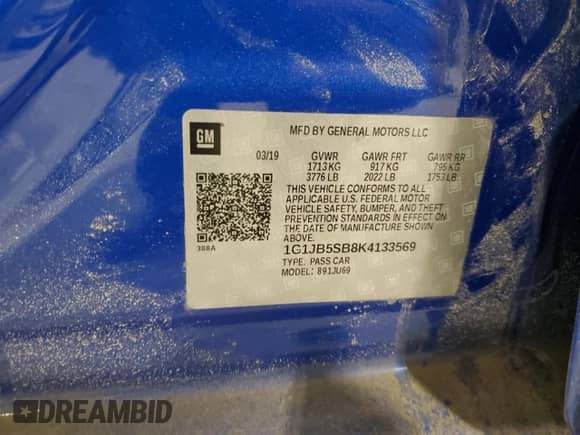 GM
MFD BY GENERAL MOTORS LLC
03/19 GVWR GAWR FRT GAWR RR
1713 KG 917 KG 795 KG
3776 LB 2022 LB 1753 LB
THIS VEHICLE CONFORMS TO ALL
APPLICABLE U.S. FEDERAL MOTOR
VEHICLE SAFETY, BUMPER, AND THEFT
PREVENTION STANDARDS IN EFFECT ON
THE DATE OF MANUFACTURE SHOWN
ABOVE.
388A
1G1JB5SB8K4133569
TYPE: PASS CAR
MODEL: 891JU69
DREAMBID